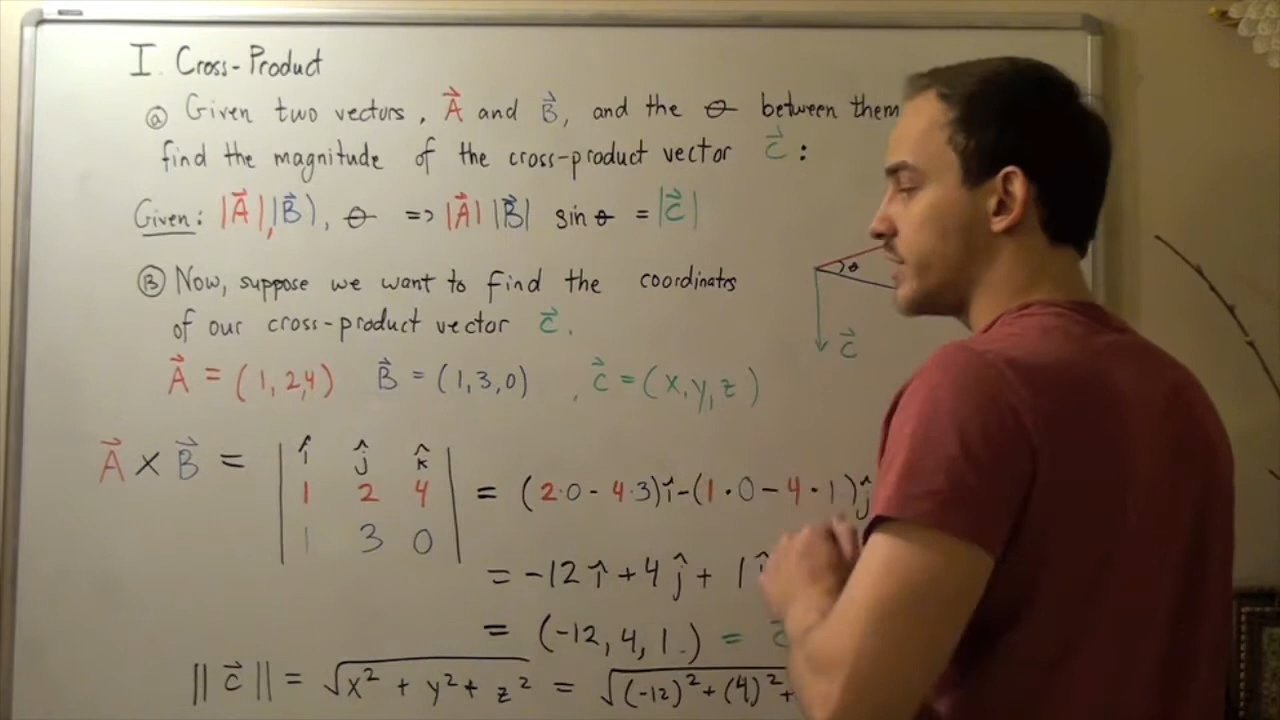 I. Cross-Product
ⓐ Given two vectors, A⃗ and B⃗, and the θ between them
find the magnitude of the cross-product vector C⃗ :
Given: |A⃗|,|B⃗|, θ => |A⃗| |B⃗| sin θ = |C⃗|
Ⓑ Now, suppose we want to find the coordinates
of our cross-product vector C⃗.
θ
C⃗
A⃗ = (1,2,4) B⃗ = (1,3,0) , C⃗ = (x,y,z)
A⃗ × B⃗ = | î ĵ k̂ |
| 1 2 4 | = (2·0 - 4·3)î - (1·0 - 4·1)ĵ
| 1 3 0 |
= -12î + 4ĵ + 1
= (-12, 4, 1.) =
||C⃗|| = √x² + y² + z² = √(-12)² + (4)² +